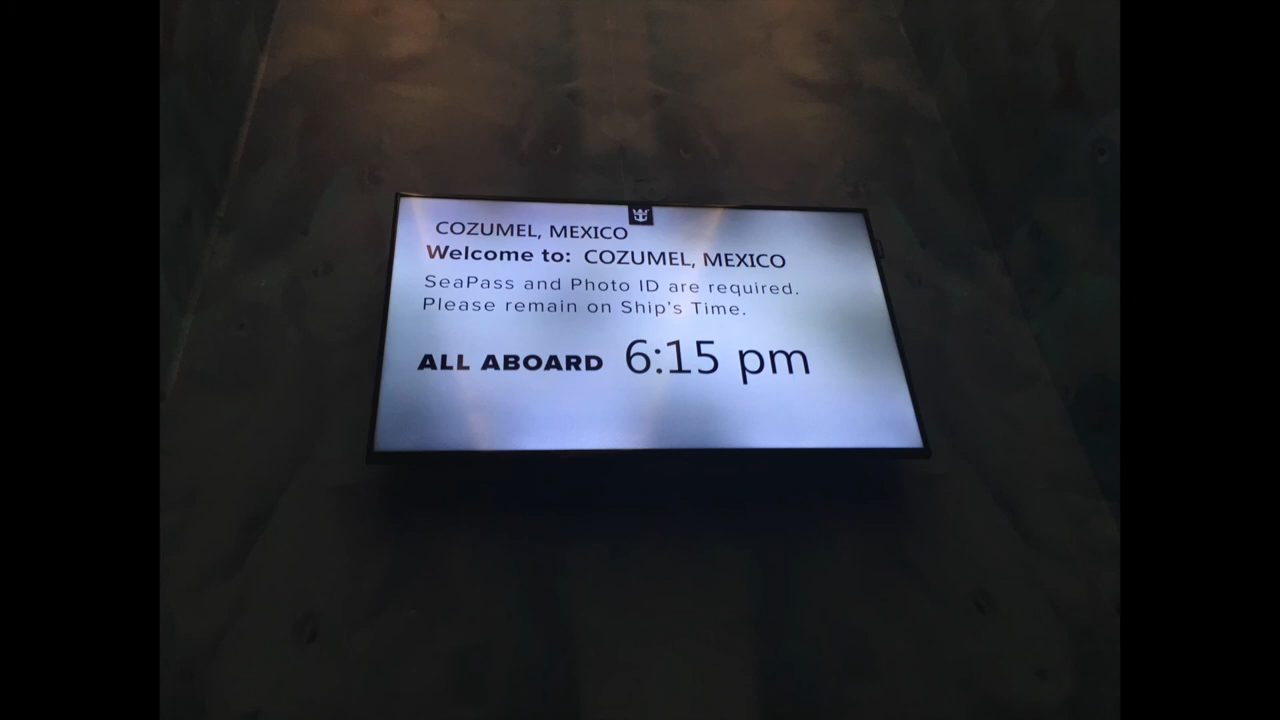 COZUMEL, MEXICO
Welcome to: COZUMEL, MEXICO
SeaPass and Photo ID are required.
Please remain on Ship's Time.
ALL ABOARD 6:15 pm